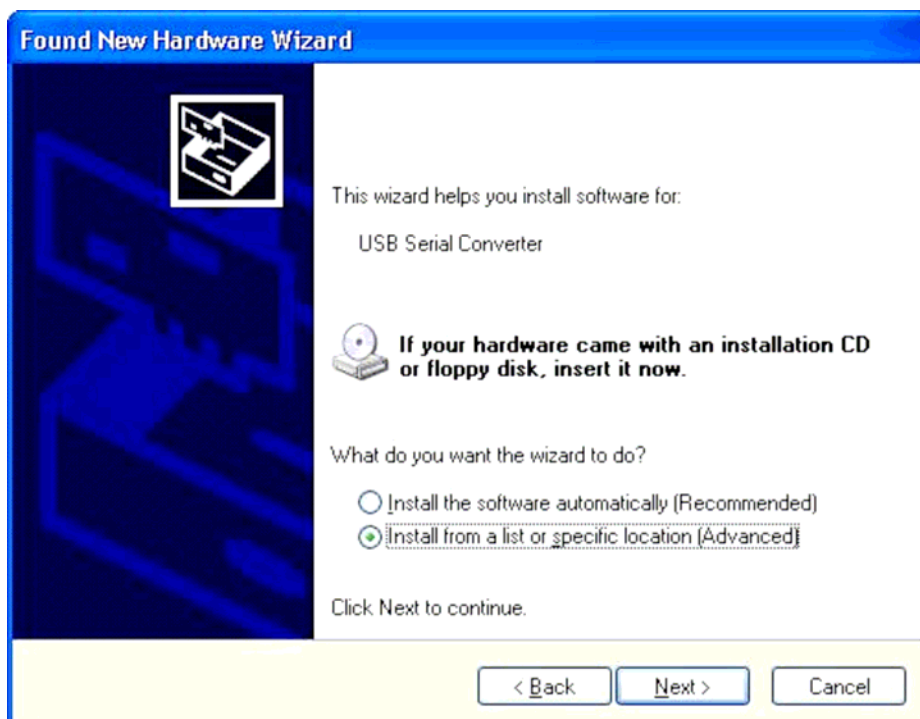 Found New Hardware Wizard
This wizard helps you install software for:
USB Serial Converter
If your hardware came with an installation CD
or floppy disk, insert it now.
What do you want the wizard to do?
Install the software automatically (Recommended)
Install from a list or specific location (Advanced)
Click Next to continue.
< Back
Next >
Cancel